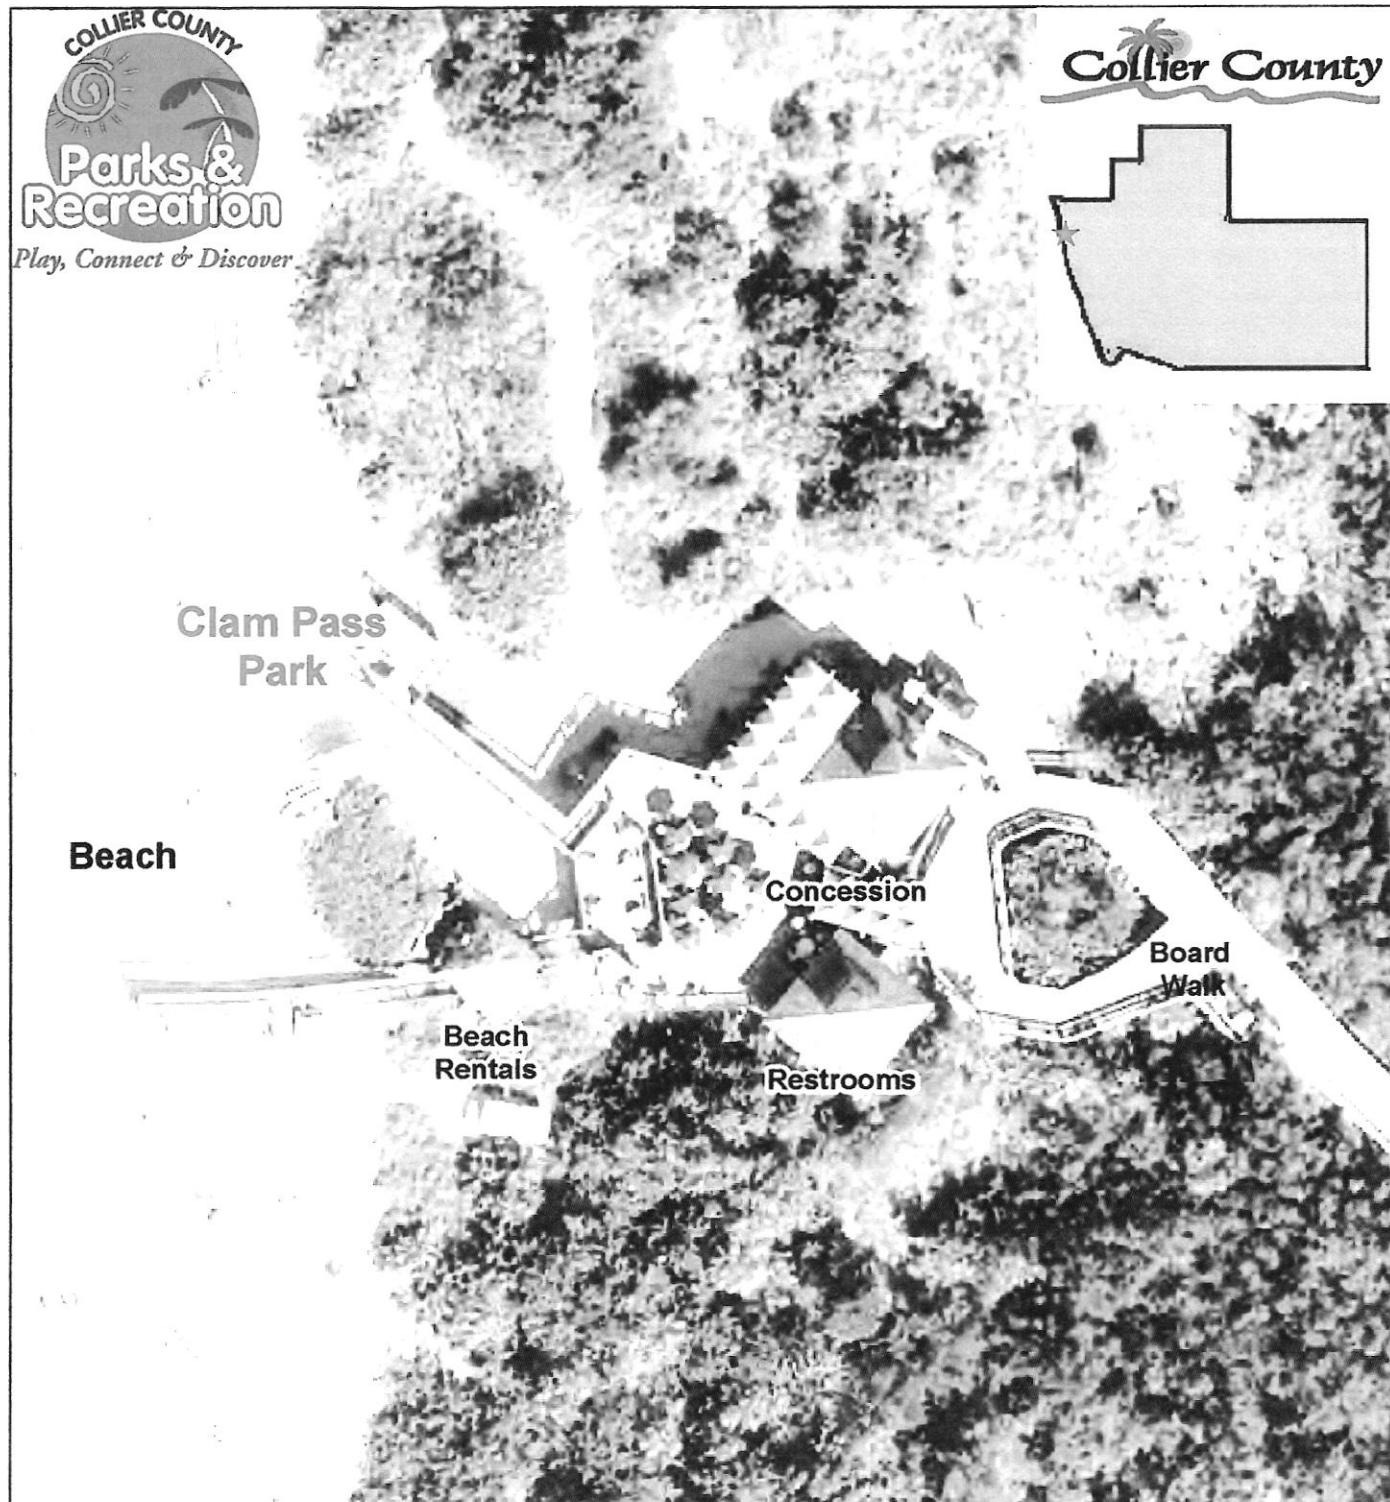 COLLIER COUNTY
Parks &
Recreation
Play, Connect & Discover
Collier County
Clam Pass
Park
Beach
Concession
Board
Walk
Beach
Rentals
Restrooms